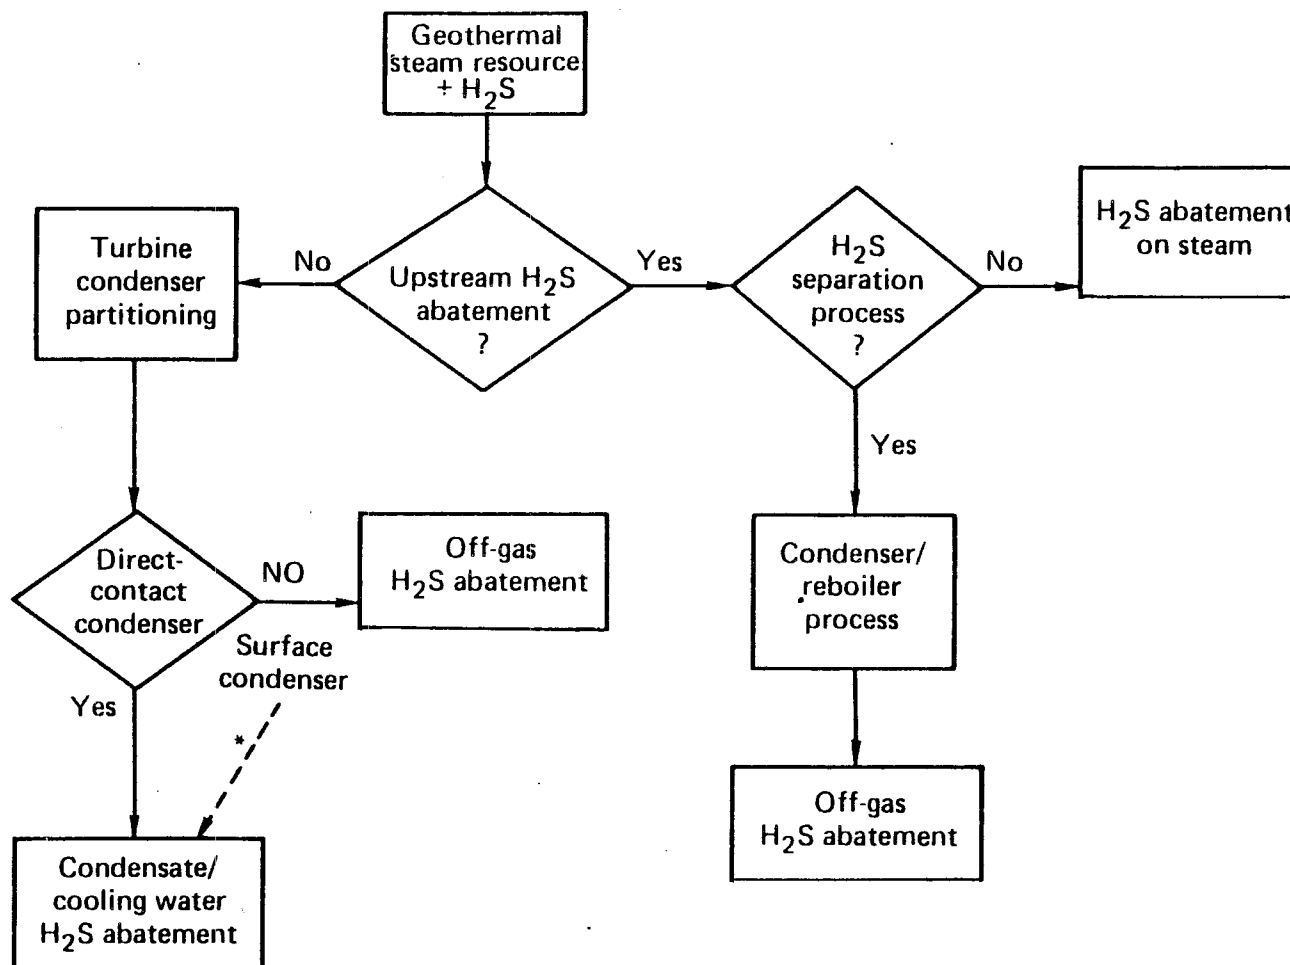 Geothermal
steam resource
+ H₂S
Upstream H₂S
abatement
?
No
Yes
Turbine
condenser
partitioning
H₂S
separation
process
?
No
Yes
H₂S abatement
on steam
Direct-
contact
condenser
NO
Yes
Off-gas
H₂S abatement
Surface
condenser
*
Condensate/
cooling water
H₂S abatement
Condenser/
reboiler
process
Off-gas
H₂S abatement